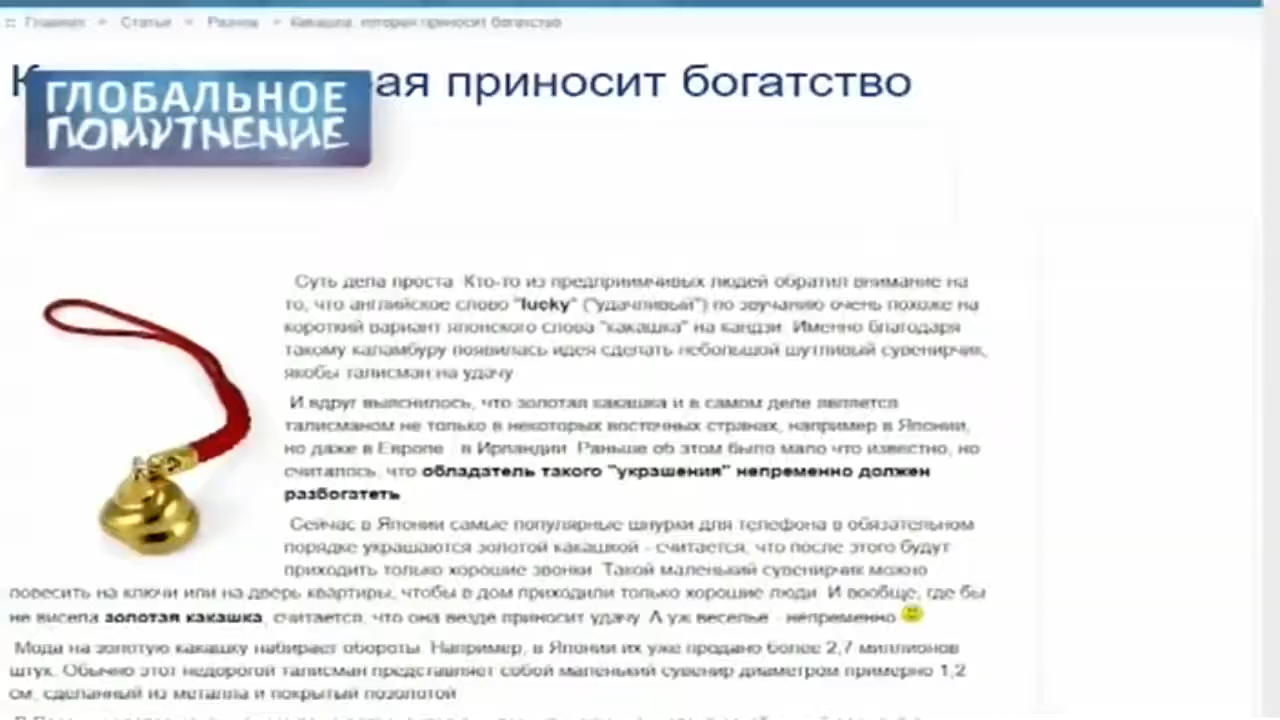 Главная » Статьи » Разное » Какашка, которая приносит богатство
ая приносит богатство
ГЛОБАЛЬНОЕ
ПОМУТНЕНИЕ
Суть дела проста. Кто-то из предприимчивых людей обратил внимание на
то, что английское слово "lucky" ("удачливый") по звучанию очень похоже на
короткий вариант японского слова "какашка" на кандзи. Именно благодаря
такому каламбуру появилась идея сделать небольшой шутливый сувенирчик,
якобы талисман на удачу.
И вдруг выяснилось, что золотая какашка и в самом деле является
талисманом не только в некоторых восточных странах, например в Японии,
но даже в Европе - в Ирландии. Раньше об этом было мало что известно, но
считалось, что обладатель такого "украшения" непременно должен
разбогатеть.
Сейчас в Японии самые популярные шнурки для телефона в обязательном
порядке украшаются золотой какашкой - считается, что после этого будут
приходить только хорошие звонки. Такой маленький сувенирчик можно
повесить на ключи или на дверь квартиры, чтобы в дом приходили только хорошие люди. И вообще, где бы
не висела золотая какашка, считается, что она везде приносит удачу. А уж веселье - непременно
Мода на золотую какашку набирает обороты. Например, в Японии их уже продано более 2,7 миллионов
штук. Обычно этот недорогой талисман представляет собой маленький сувенир диаметром примерно 1,2
см, сделанный из металла и покрытый позолотой.